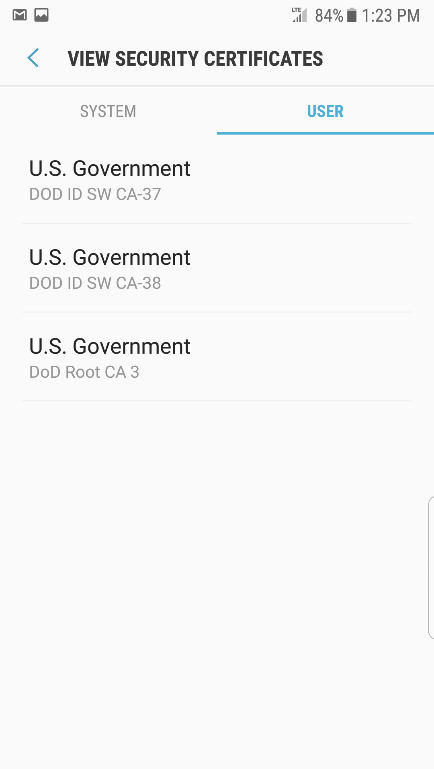 LTE 84% 1:23 PM
VIEW SECURITY CERTIFICATES
SYSTEM USER
U.S. Government
DOD ID SW CA-37
U.S. Government
DOD ID SW CA-38
U.S. Government
DoD Root CA 3